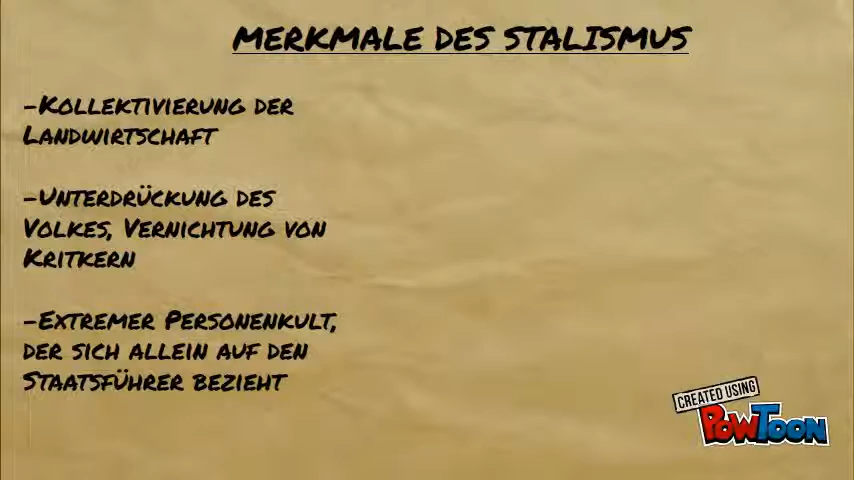 MERKMALE DES STALISMUS
-KOLLEKTIVIERUNG DER
LANDWIRTSCHAFT
-UNTERDRÜCKUNG DES
VOLKES, VERNICHTUNG VON
KRITKERN
-EXTREMER PERSONENKULT,
DER SICH ALLEIN AUF DEN
STAATSFÜHRER BEZIEHT
CREATED USING
POWTOON